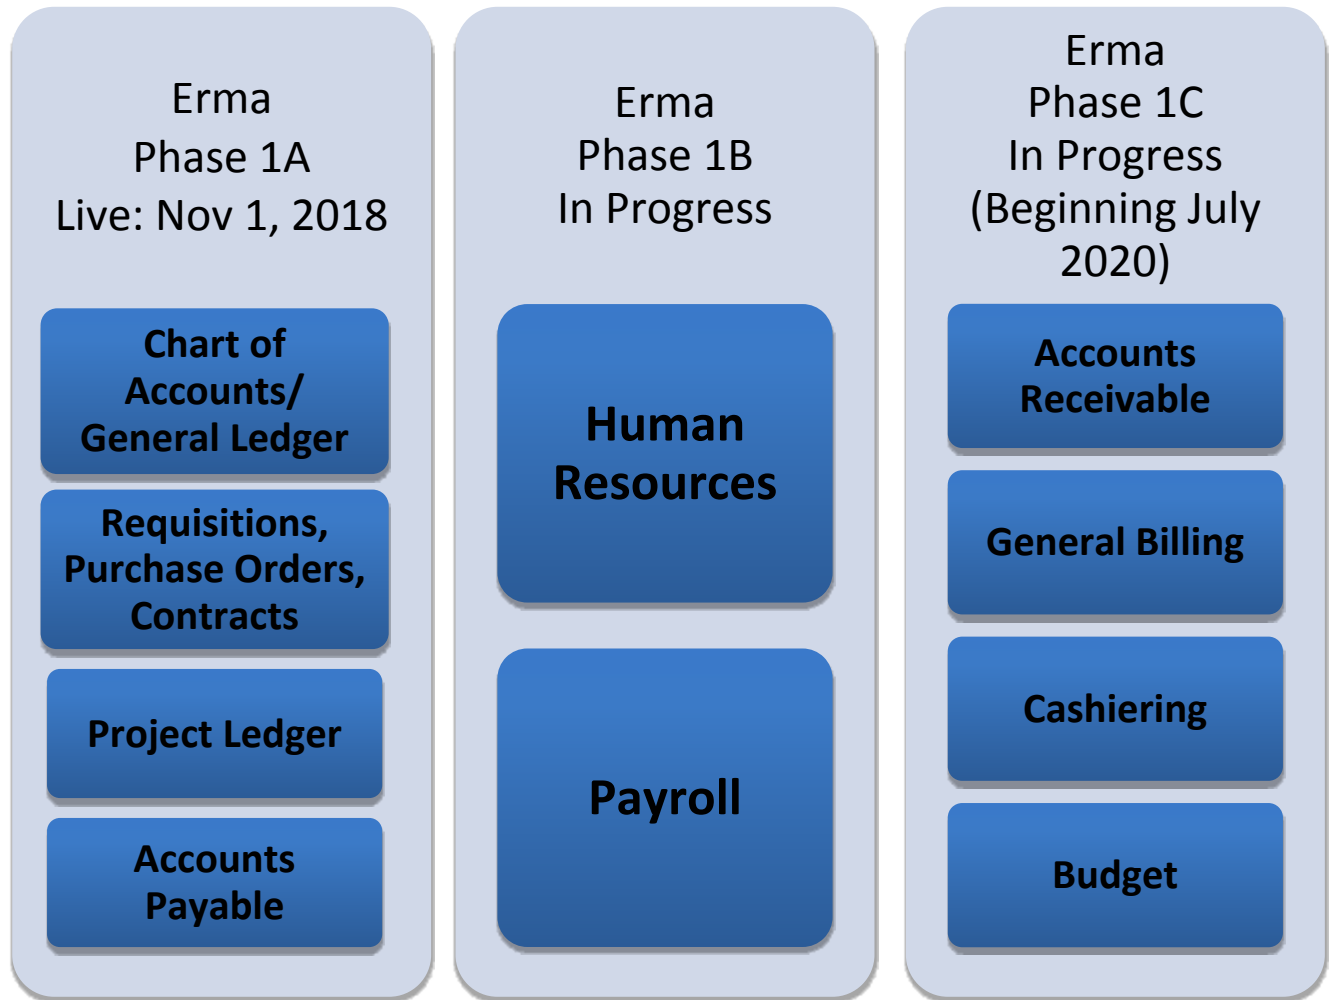 Erma
Phase 1A
Live: Nov 1, 2018
Chart of
Accounts/
General Ledger
Requisitions,
Purchase Orders,
Contracts
Project Ledger
Accounts
Payable
Erma
Phase 1B
In Progress
Human
Resources
Payroll
Erma
Phase 1C
In Progress
(Beginning July
2020)
Accounts
Receivable
General Billing
Cashiering
Budget